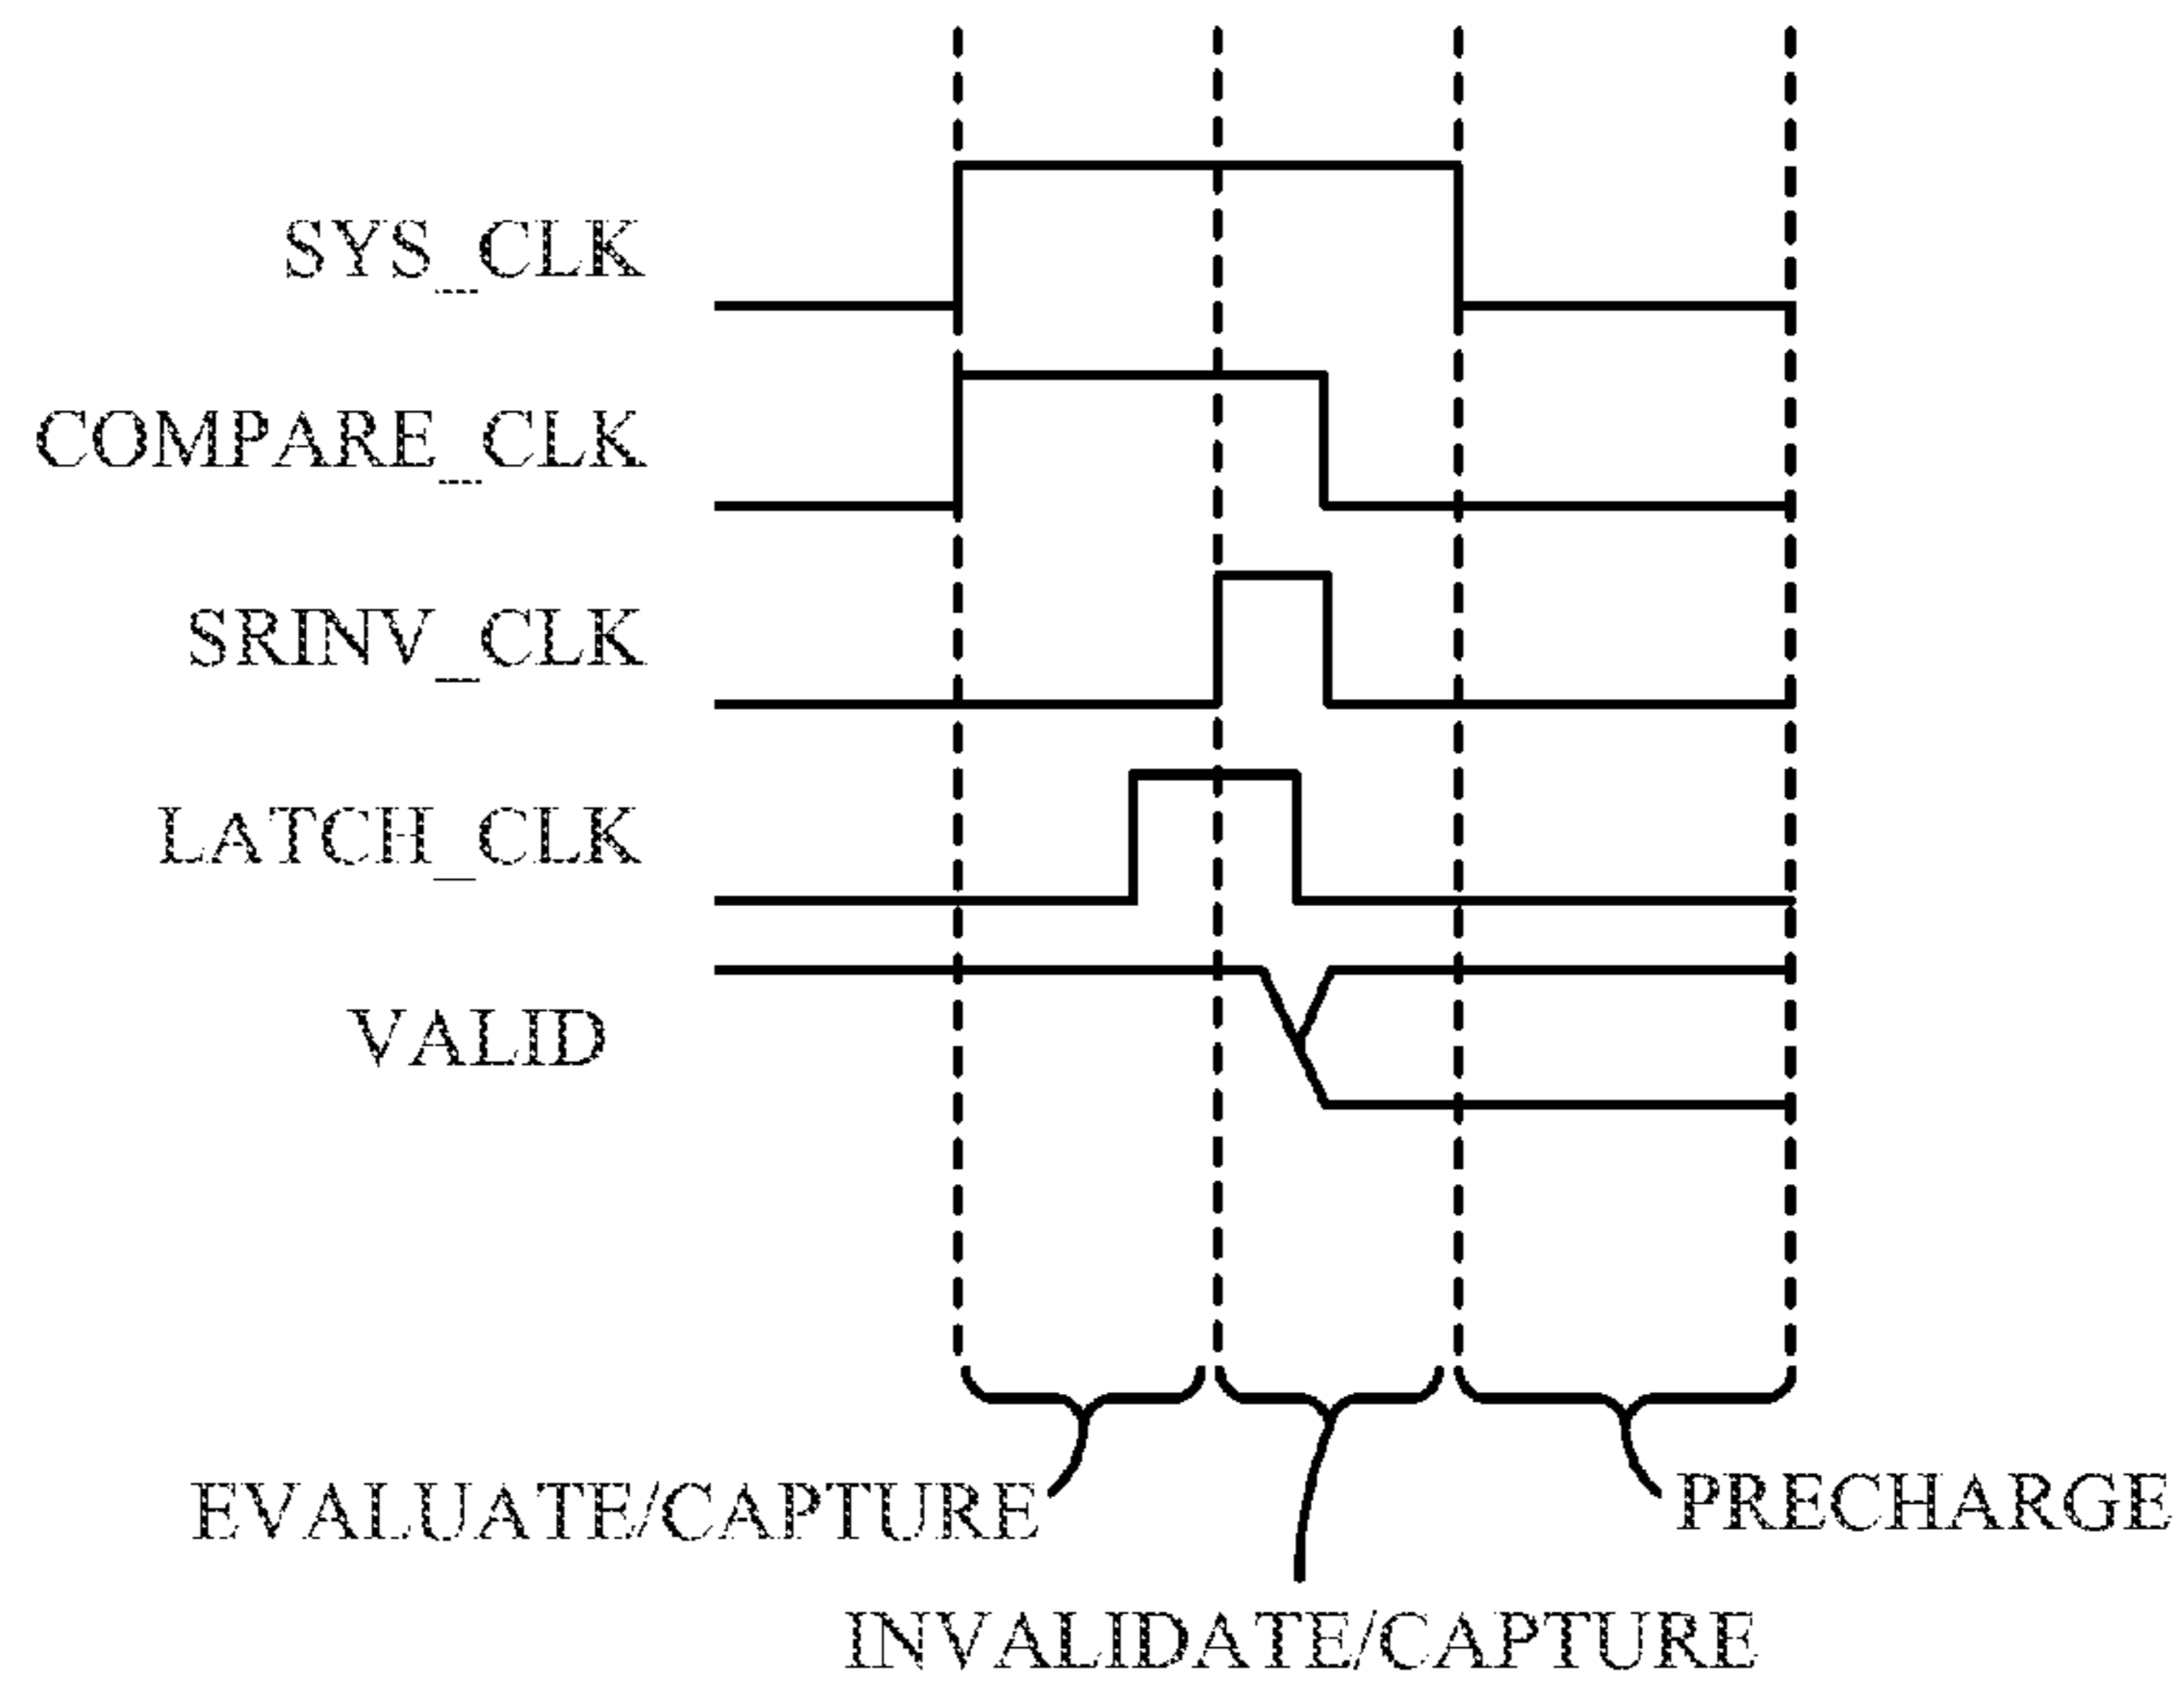 SYS_CLK
COMPARE_CLK
SRINV_CLK
LATCH_CLK
VALID
EVALUATE/CAPTURE
PRECHARGE
INVALIDATE/CAPTURE